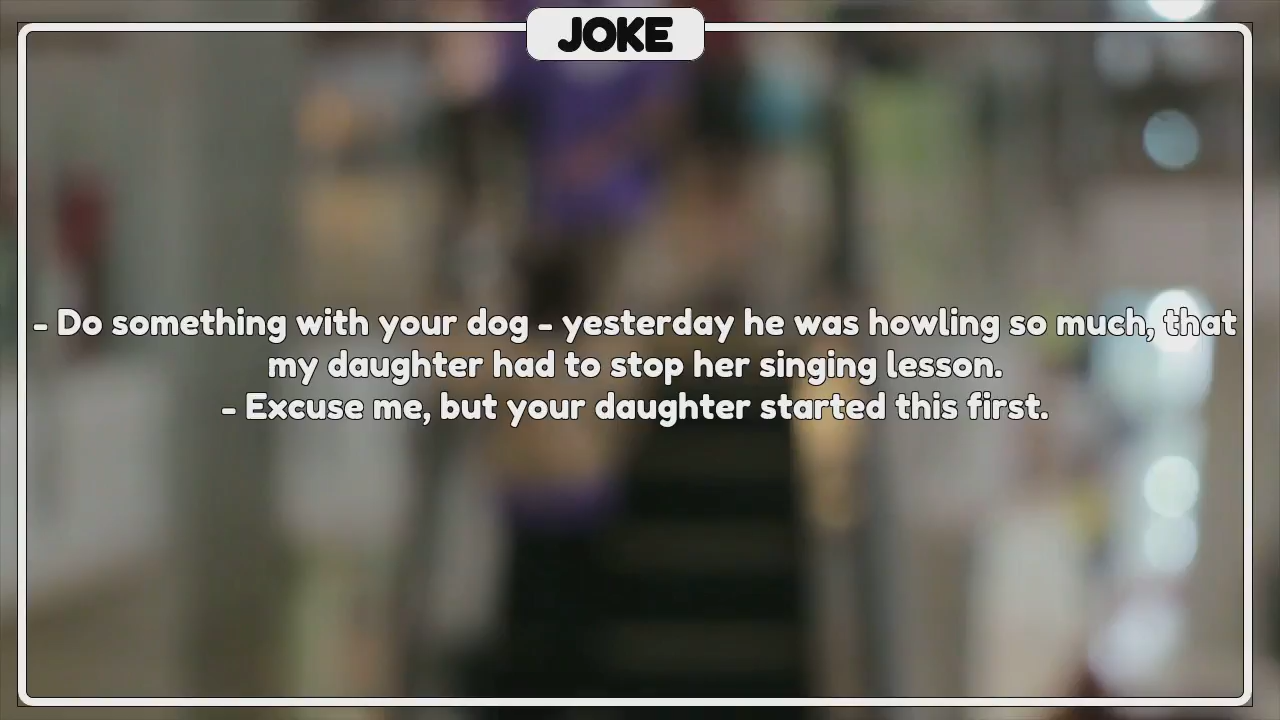 JOKE
- Do something with your dog - yesterday he was howling so much, that
my daughter had to stop her singing lesson.
- Excuse me, but your daughter started this first.